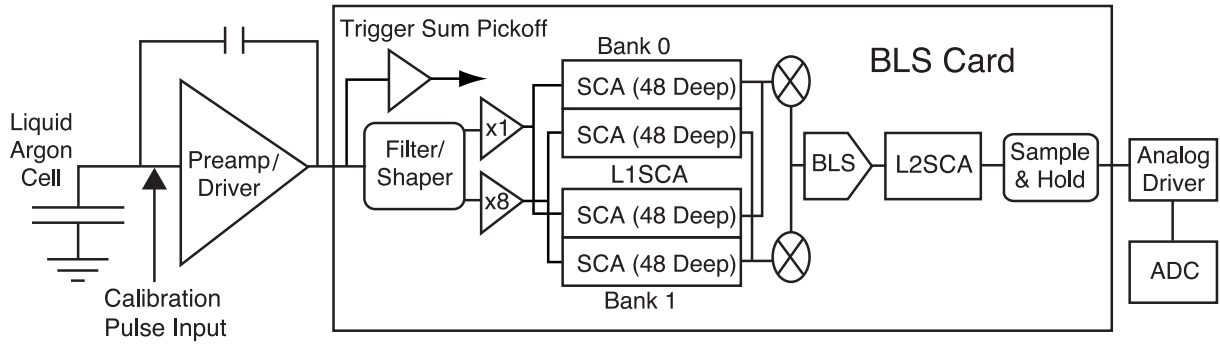 Trigger Sum Pickoff
Bank 0
BLS Card
SCA (48 Deep)
x1
Liquid
Argon
Cell
Preamp/
Driver
Filter/
Shaper
SCA (48 Deep)
L1SCA
BLS
L2SCA
Sample
& Hold
Analog
Driver
x8
SCA (48 Deep)
SCA (48 Deep)
ADC
Bank 1
Calibration
Pulse Input